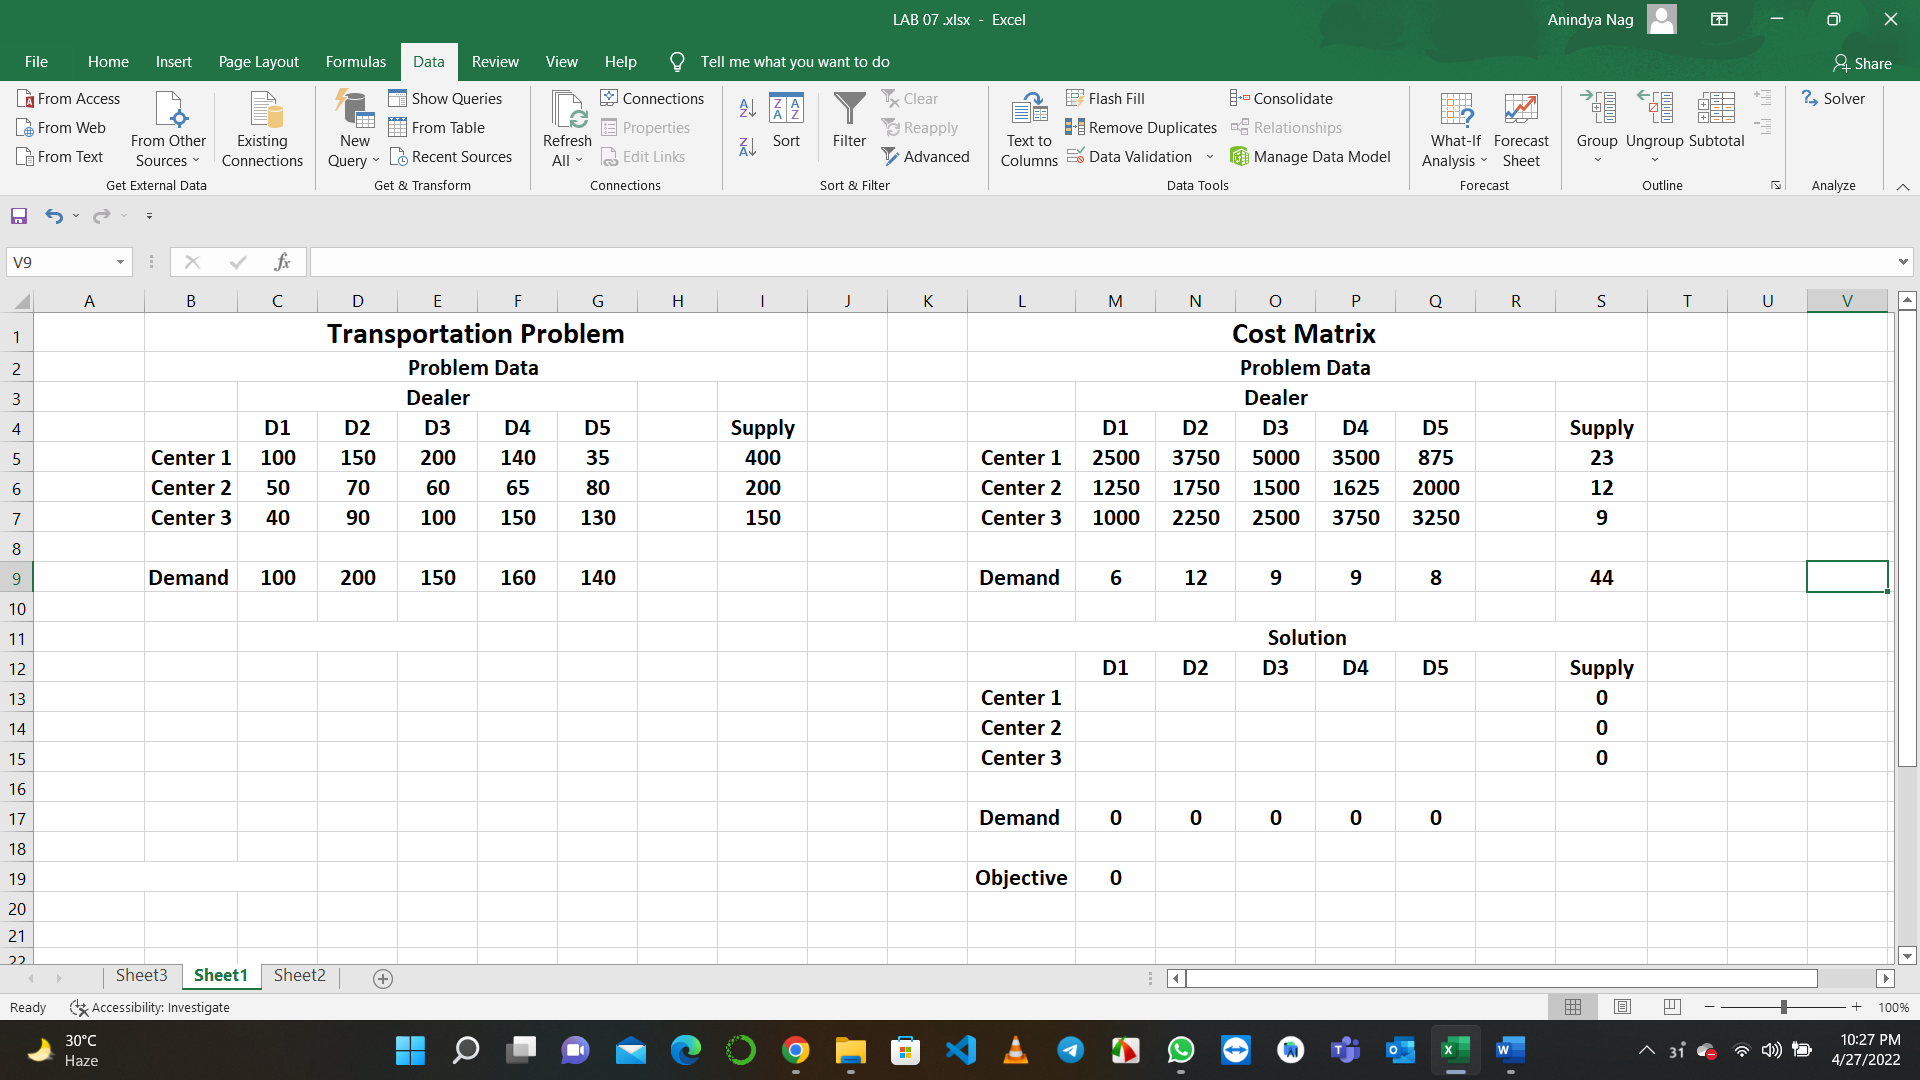 LAB 07 .xlsx - Excel
Anindya Nag
File Home Insert Page Layout Formulas Data Review View Help Tell me what you want to do Share
From Access
From Web
From Text
From Other Sources
Existing Connections
Get External Data
New Query
Show Queries
From Table
Recent Sources
Get & Transform
Refresh All
Connections
Properties
Edit Links
Connections
Sort
Filter
Clear
Reapply
Advanced
Sort & Filter
Text to Columns
Flash Fill
Remove Duplicates
Data Validation
Consolidate
Relationships
Manage Data Model
Data Tools
What-If Analysis
Forecast Sheet
Forecast
Group
Ungroup
Subtotal
Outline
Solver
Analyze
V9
fx
A B C D E F G H I J K L M N O P Q R S T U V
1 Transportation Problem Cost Matrix
2 Problem Data Problem Data
3 Dealer Dealer
4 D1 D2 D3 D4 D5 Supply D1 D2 D3 D4 D5 Supply
5 Center 1 100 150 200 140 35 400 Center 1 2500 3750 5000 3500 875 23
6 Center 2 50 70 60 65 80 200 Center 2 1250 1750 1500 1625 2000 12
7 Center 3 40 90 100 150 130 150 Center 3 1000 2250 2500 3750 3250 9
8
9 Demand 100 200 150 160 140 Demand 6 12 9 9 8 44
10
11 Solution
12 D1 D2 D3 D4 D5 Supply
13 Center 1 0
14 Center 2 0
15 Center 3 0
16
17 Demand 0 0 0 0 0
18
19 Objective 0
20
21
22
Sheet3 Sheet1 Sheet2
Ready Accessibility: Investigate 100%
30°C
Haze
10:27 PM
4/27/2022